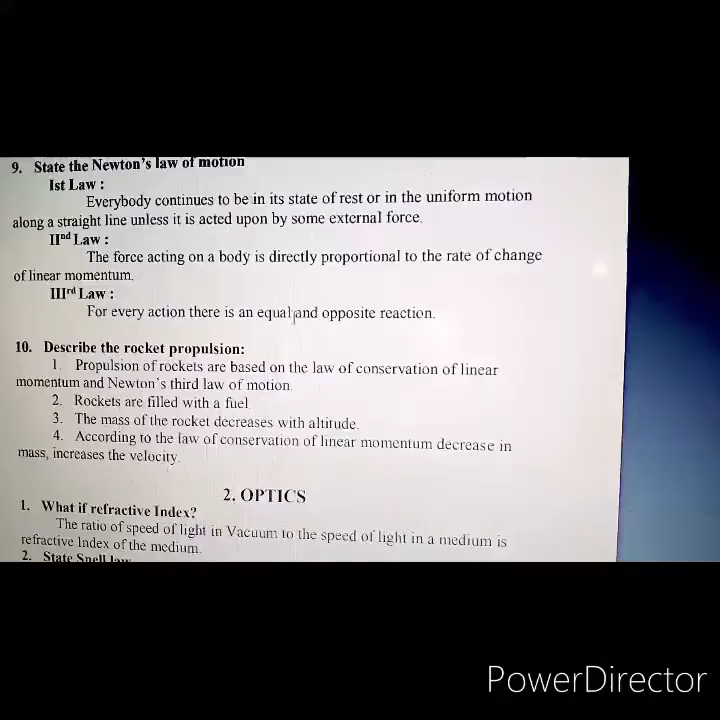 9. State the Newton's law of motion
Ist Law :
Everybody continues to be in its state of rest or in the uniform motion
along a straight line unless it is acted upon by some external force.
IInd Law :
The force acting on a body is directly proportional to the rate of change
of linear momentum.
IIIrd Law :
For every action there is an equal and opposite reaction.
10. Describe the rocket propulsion:
1. Propulsion of rockets are based on the law of conservation of linear
momentum and Newton's third law of motion.
2. Rockets are filled with a fuel
3. The mass of the rocket decreases with altitude.
4. According to the law of conservation of linear momentum decrease in
mass, increases the velocity.
2. OPTICS
1. What if refractive Index?
The ratio of speed of light in Vacuum to the speed of light in a medium is
refractive Index of the medium.
2. State Snell law
PowerDirector